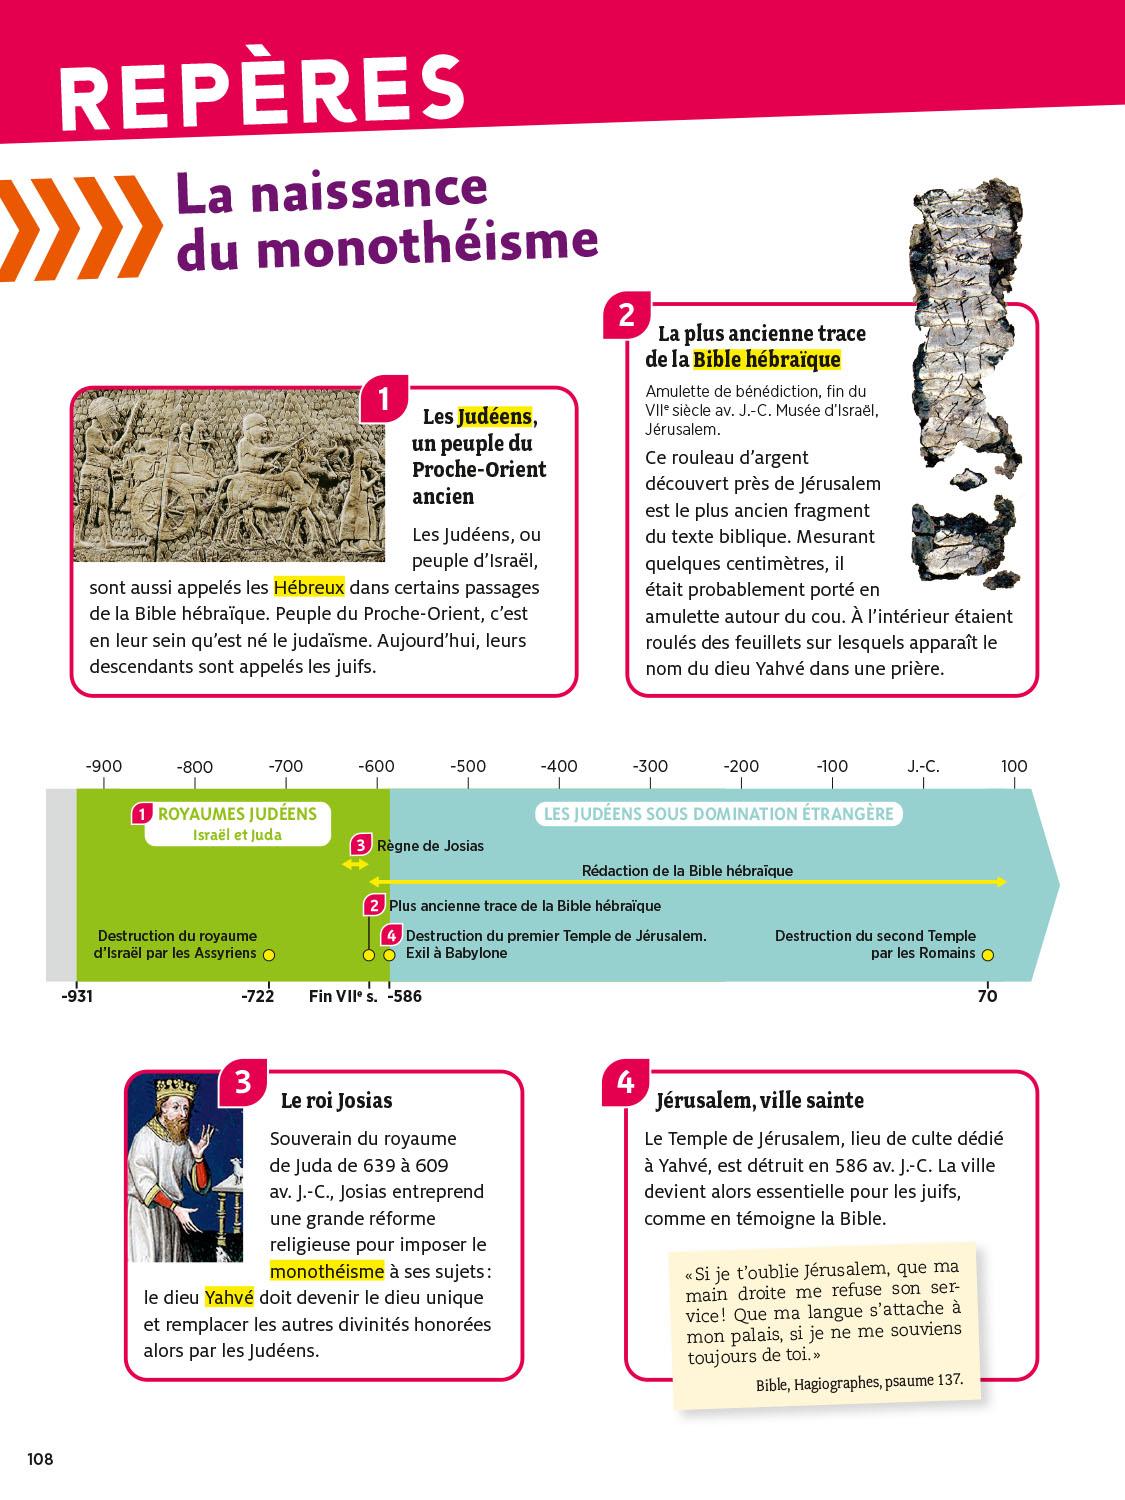 REPÈRES
La naissance
du monothéisme
1
Les Judéens,
un peuple du
Proche-Orient
ancien
Les Judéens, ou
peuple d’Israël,
sont aussi appelés les Hébreux dans certains passages
de la Bible hébraïque. Peuple du Proche-Orient, c’est
en leur sein qu’est né le judaïsme. Aujourd’hui, leurs
descendants sont appelés les juifs.
2
La plus ancienne trace
de la Bible hébraïque
Amulette de bénédiction, fin du
VIIe siècle av. J.-C. Musée d’Israël,
Jérusalem.
Ce rouleau d’argent
découvert près de Jérusalem
est le plus ancien fragment
du texte biblique. Mesurant
quelques centimètres, il
était probablement porté en
amulette autour du cou. À l’intérieur étaient
roulés des feuillets sur lesquels apparaît le
nom du dieu Yahvé dans une prière.
-900 -800 -700 -600 -500 -400 -300 -200 -100 J.-C. 100
1 ROYAUMES JUDÉENS
Israël et Juda
LES JUDÉENS SOUS DOMINATION ÉTRANGÈRE
3 Règne de Josias
Rédaction de la Bible hébraïque
2 Plus ancienne trace de la Bible hébraïque
Destruction du royaume
d’Israël par les Assyriens
4 Destruction du premier Temple de Jérusalem.
Exil à Babylone
Destruction du second Temple
par les Romains
-931 -722 Fin VIIe s. -586 70
3
Le roi Josias
Souverain du royaume
de Juda de 639 à 609
av. J.-C., Josias entreprend
une grande réforme
religieuse pour imposer le
monothéisme à ses sujets :
le dieu Yahvé doit devenir le dieu unique
et remplacer les autres divinités honorées
alors par les Judéens.
4
Jérusalem, ville sainte
Le Temple de Jérusalem, lieu de culte dédié
à Yahvé, est détruit en 586 av. J.-C. La ville
devient alors essentielle pour les juifs,
comme en témoigne la Bible.
« Si je t’oublie Jérusalem, que ma
main droite me refuse son ser-
vice ! Que ma langue s’attache à
mon palais, si je ne me souviens
toujours de toi. »
Bible, Hagiographes, psaume 137.
108